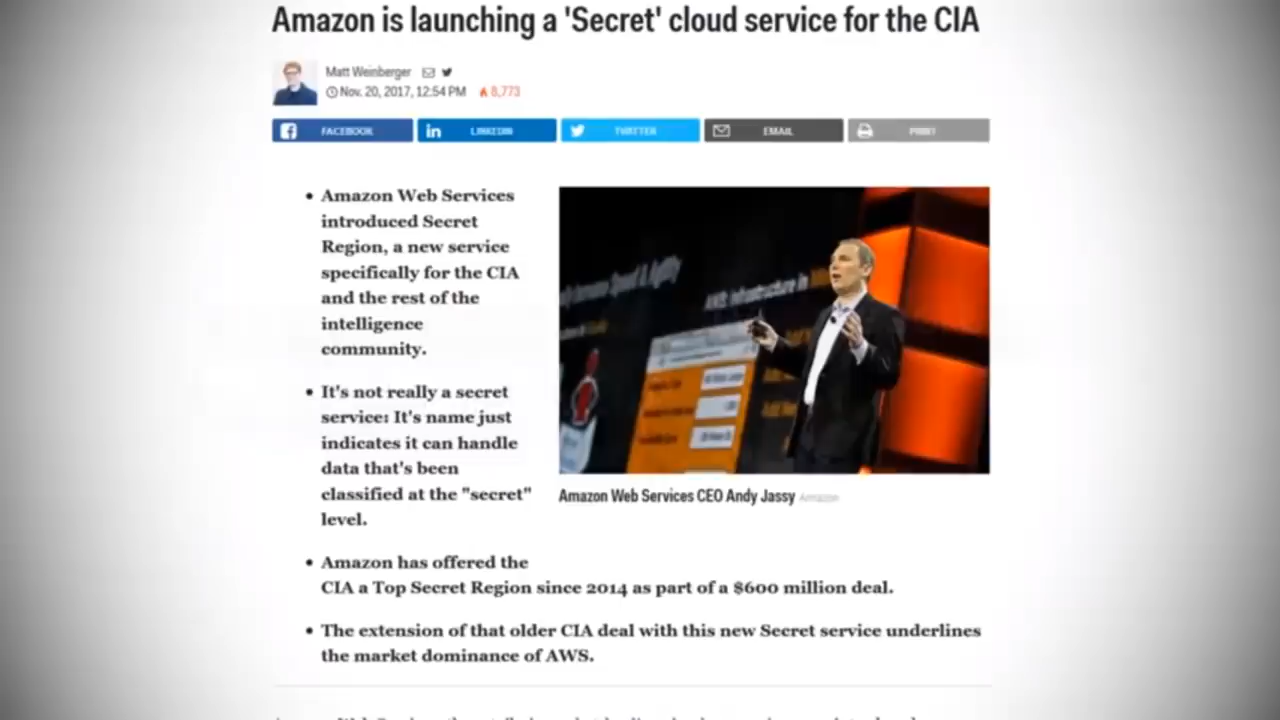 Amazon is launching a 'Secret' cloud service for the CIA
Matt Weinberger
Nov. 20, 2017, 12:54 PM 8,773
FACEBOOK LINKEDIN TWITTER EMAIL PRINT
• Amazon Web Services
introduced Secret
Region, a new service
specifically for the CIA
and the rest of the
intelligence
community.
• It's not really a secret
service: It's name just
indicates it can handle
data that's been
classified at the "secret"
level.
AWS Infrastructure in
Amazon Web Services CEO Andy Jassy Amazon
• Amazon has offered the
CIA a Top Secret Region since 2014 as part of a $600 million deal.
• The extension of that older CIA deal with this new Secret service underlines
the market dominance of AWS.